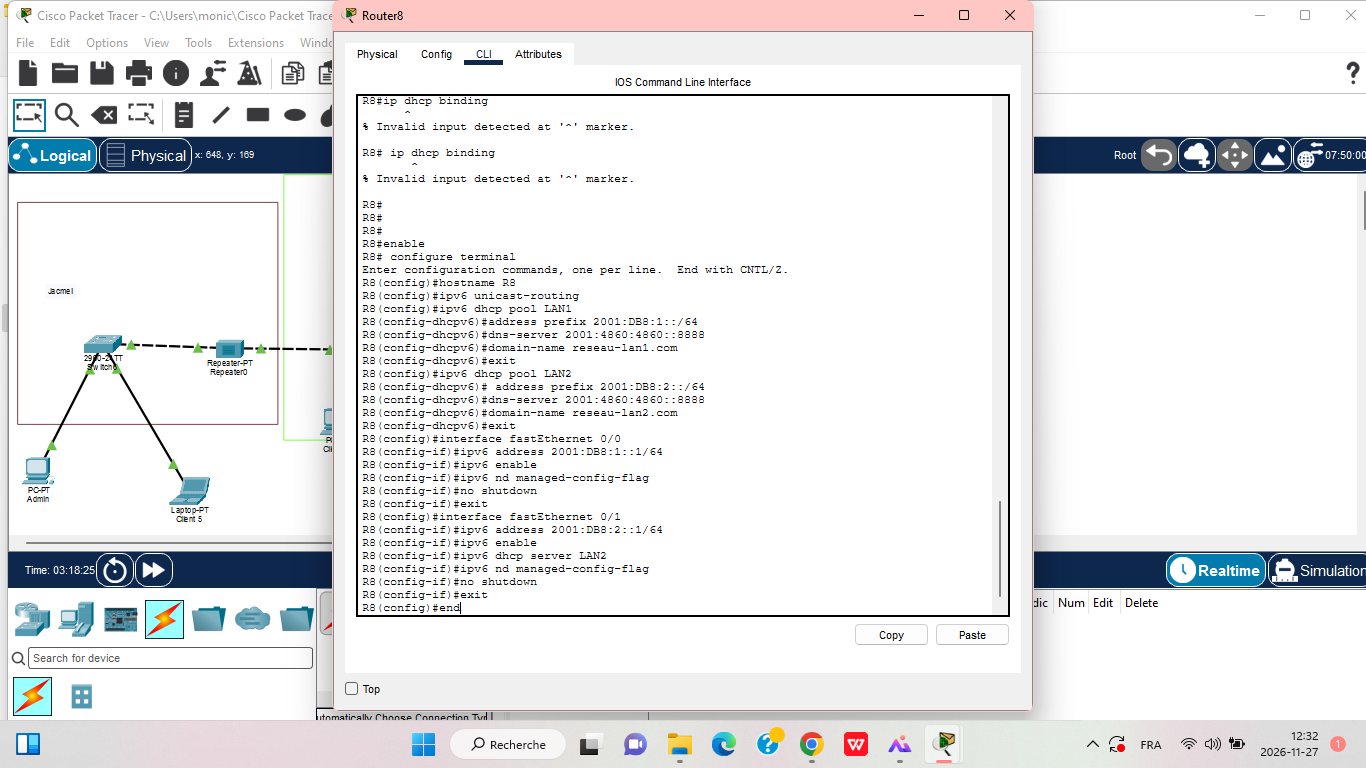 Cisco Packet Tracer - C:\Users\monic\Cisco Packet Trace
Router8
File Edit Options View Tools Extensions Windo
Physical Config CLI Attributes
IOS Command Line Interface
?
Logical
Physical
x: 648, y: 169
Root
07:50:00
R8#ip dhcp binding
^
% Invalid input detected at '^' marker.
R8# ip dhcp binding
^
% Invalid input detected at '^' marker.
R8#
R8#
R8#
R8#enable
R8# configure terminal
Enter configuration commands, one per line. End with CNTL/Z.
R8(config)#hostname R8
R8(config)#ipv6 unicast-routing
R8(config)#ipv6 dhcp pool LAN1
R8(config-dhcpv6)#address prefix 2001:DB8:1::/64
R8(config-dhcpv6)#dns-server 2001:4860:4860::8888
R8(config-dhcpv6)#domain-name reseau-lan1.com
R8(config-dhcpv6)#exit
R8(config)#ipv6 dhcp pool LAN2
R8(config-dhcpv6)# address prefix 2001:DB8:2::/64
R8(config-dhcpv6)#dns-server 2001:4860:4860::8888
R8(config-dhcpv6)#domain-name reseau-lan2.com
R8(config-dhcpv6)#exit
R8(config)#interface fastEthernet 0/0
R8(config-if)#ipv6 address 2001:DB8:1::1/64
R8(config-if)#ipv6 enable
R8(config-if)#ipv6 nd managed-config-flag
R8(config-if)#no shutdown
R8(config-if)#exit
R8(config)#interface fastEthernet 0/1
R8(config-if)#ipv6 address 2001:DB8:2::1/64
R8(config-if)#ipv6 enable
R8(config-if)#ipv6 dhcp server LAN2
R8(config-if)#ipv6 nd managed-config-flag
R8(config-if)#no shutdown
R8(config-if)#exit
R8(config)#end
Copy
Paste
Top
Jacmel
Repeater-PT
Repeater0
PC-PT
Admin
Laptop-PT
Client 5
Time: 03:18:25
Realtime
Simulation
dic Num Edit Delete
Search for device
utomatically Choose Connection Typ
Recherche
FRA
12:32
2026-11-27
1